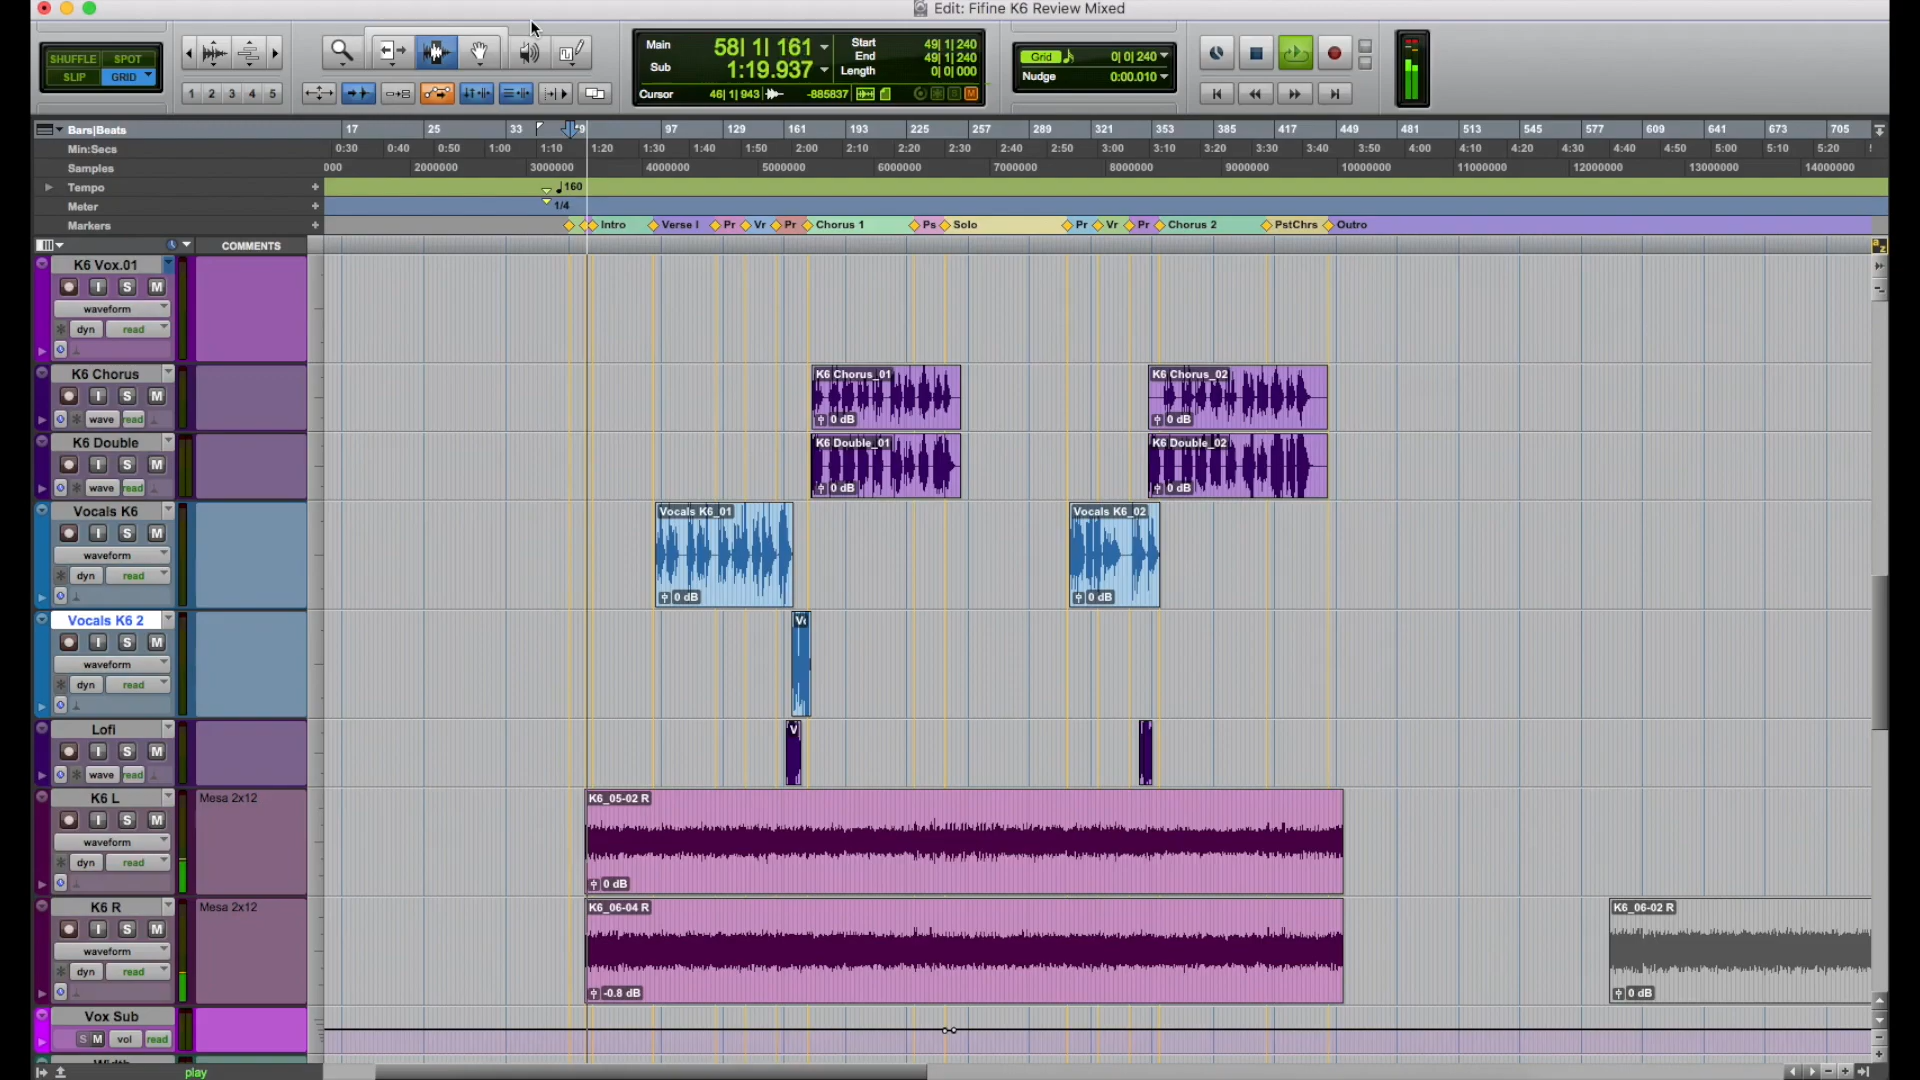 Edit: Fifine K6 Review Mixed
SHUFFLE SPOT
SLIP GRID
1 2 3 4 5
Main 58| 1| 161
Sub 1:19.937
Start 49| 1| 240
End 49| 1| 240
Length 0| 0| 000
Cursor 46| 1| 943 -885837
Grid 0| 0| 240
Nudge 0:00.010
Bars|Beats 17 25 33 97 129 161 193 225 257 289 321 353 385 417 449 481 513 545 577 609 641 673 705
Min:Secs 0:30 0:40 0:50 1:00 1:10 1:20 1:30 1:40 1:50 2:00 2:10 2:20 2:30 2:40 2:50 3:00 3:10 3:20 3:30 3:40 3:50 4:00 4:10 4:20 4:30 4:40 4:50 5:00 5:10 5:20
Samples 000 2000000 3000000 4000000 5000000 6000000 7000000 8000000 9000000 10000000 11000000 12000000 13000000 14000000
Tempo 160
Meter 1/4
Markers Intro Verse I Pr Vr Pr Chorus 1 Ps Solo Pr Vr Pr Chorus 2 PstChrs Outro
COMMENTS
K6 Vox.01
I S M
waveform
dyn read
K6 Chorus
I S M
wave read
K6 Chorus_01
0 dB
K6 Chorus_02
0 dB
K6 Double
I S M
wave read
K6 Double_01
0 dB
K6 Double_02
0 dB
Vocals K6
I S M
waveform
dyn read
Vocals K6_01
0 dB
Vocals K6_02
0 dB
Vocals K6 2
I S M
waveform
dyn read
Lofi
I S M
wave read
V
K6 L
Mesa 2x12
I S M
waveform
dyn read
K6_05-02 R
0 dB
K6 R
Mesa 2x12
I S M
waveform
dyn read
K6_06-04 R
-0.8 dB
K6_06-02 R
0 dB
Vox Sub
S M vol read
play